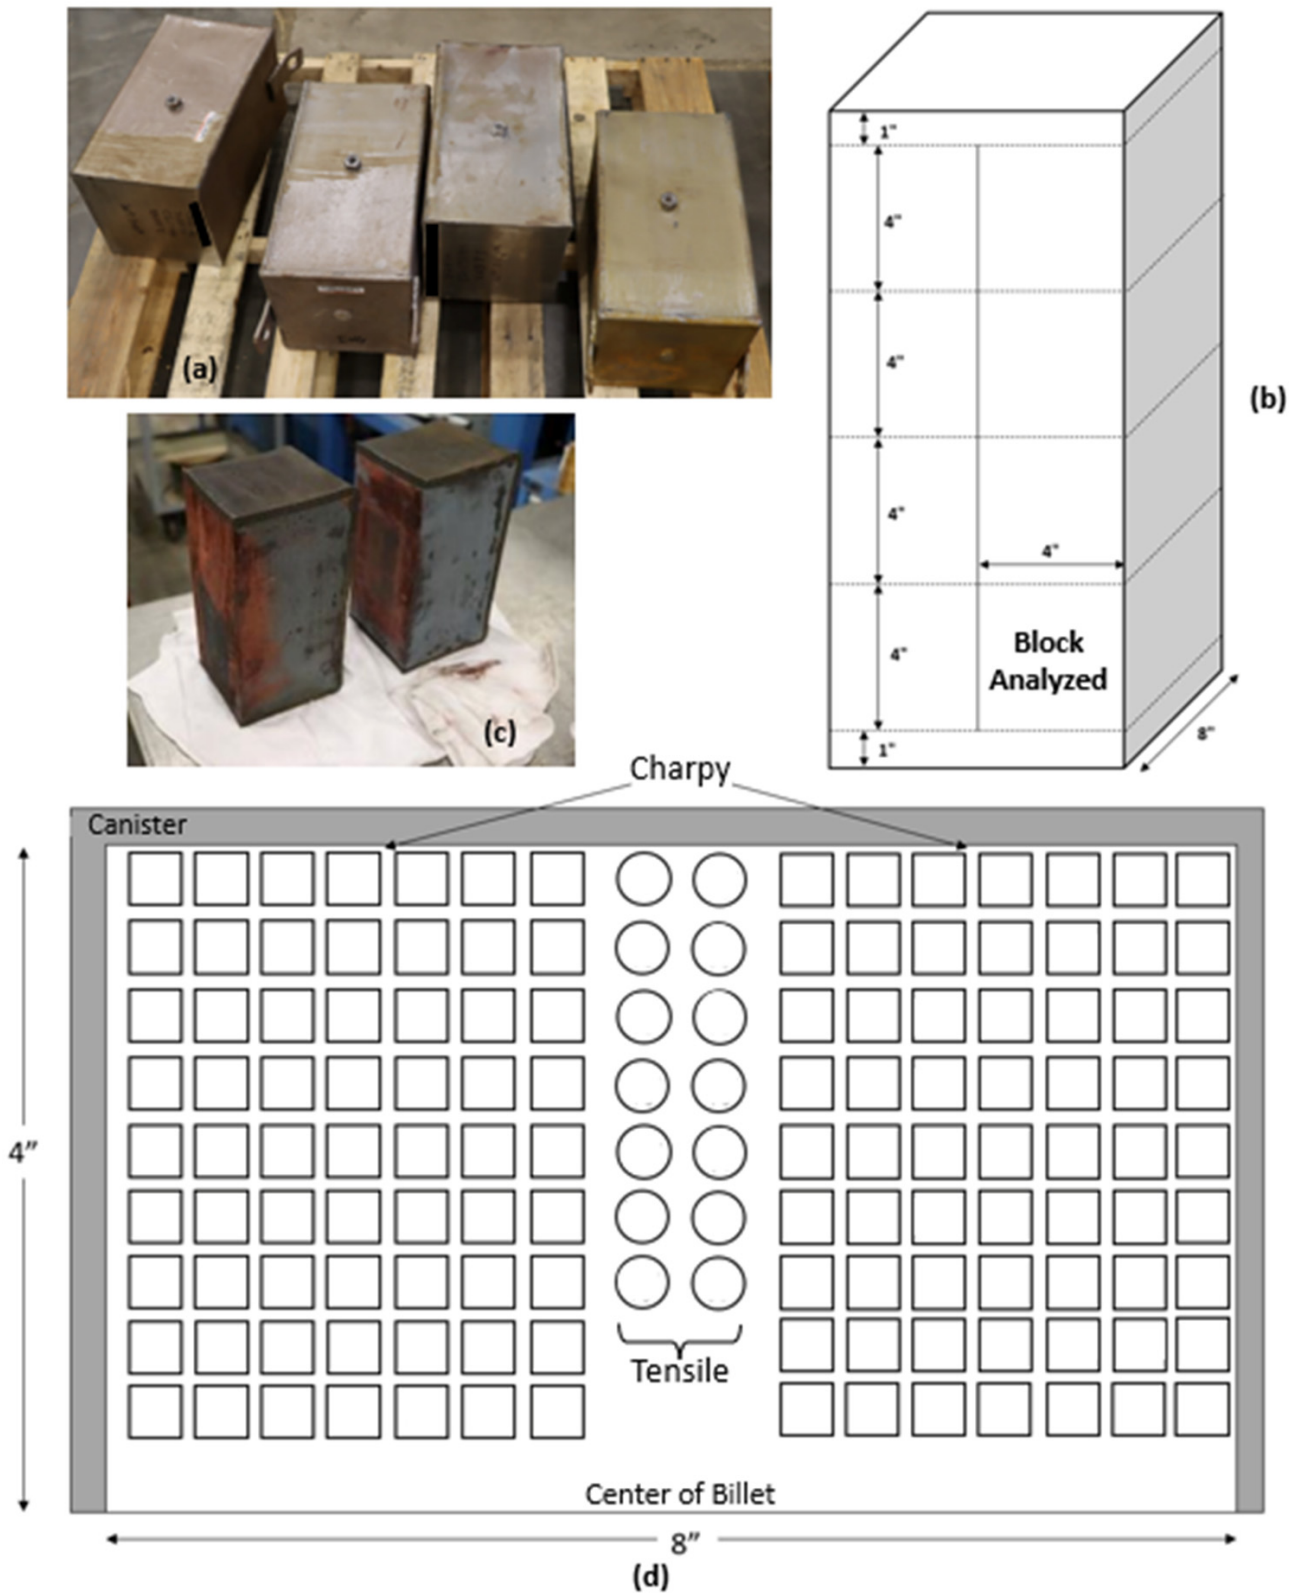 (a)
1"
4"
4"
4"
4"
4"
Block
Analyzed
1"
8"
(b)
(c)
Charpy
Canister
4”
Tensile
Center of Billet
8”
(d)